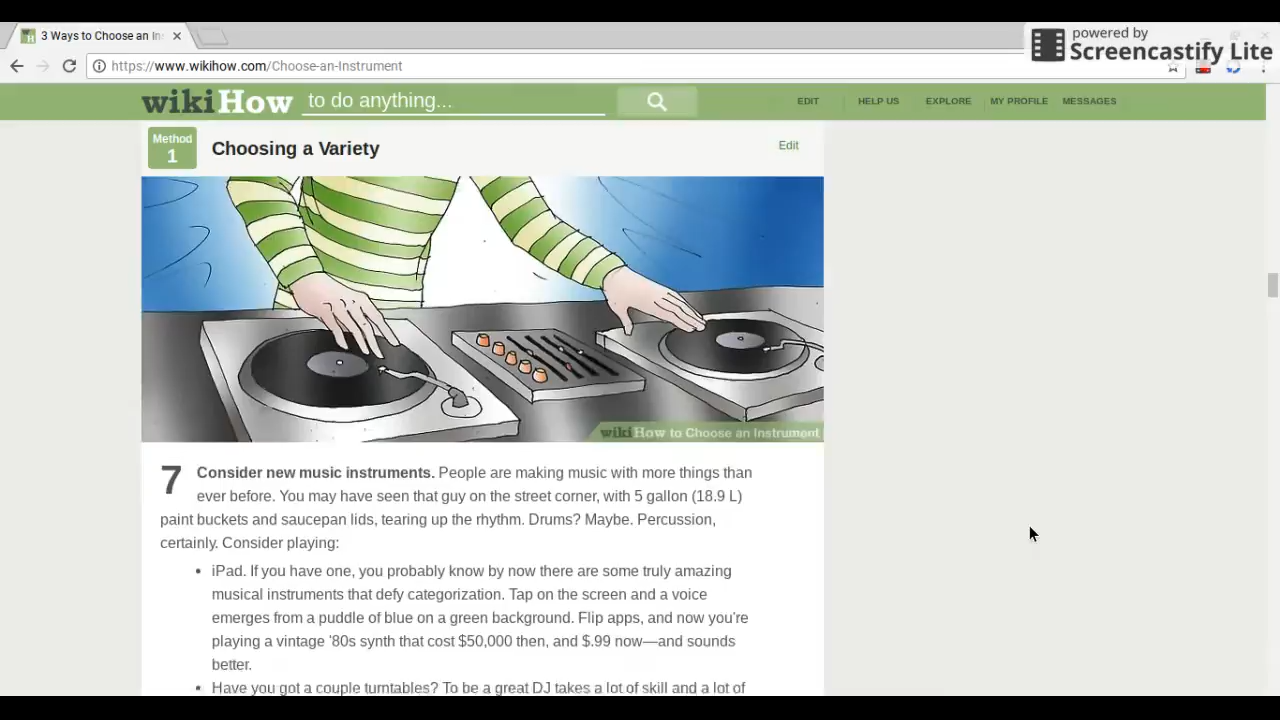 3 Ways to Choose an In
powered by
Screencastify Lite
https://www.wikihow.com/Choose-an-Instrument
wikiHow to do anything...
EDIT HELP US EXPLORE MY PROFILE MESSAGES
Method
1
Choosing a Variety
Edit
wikiHow to Choose an Instrument
7 Consider new music instruments. People are making music with more things than
ever before. You may have seen that guy on the street corner, with 5 gallon (18.9 L)
paint buckets and saucepan lids, tearing up the rhythm. Drums? Maybe. Percussion,
certainly. Consider playing:
• iPad. If you have one, you probably know by now there are some truly amazing
musical instruments that defy categorization. Tap on the screen and a voice
emerges from a puddle of blue on a green background. Flip apps, and now you're
playing a vintage '80s synth that cost $50,000 then, and $.99 now—and sounds
better.
• Have you got a couple turntables? To be a great DJ takes a lot of skill and a lot of